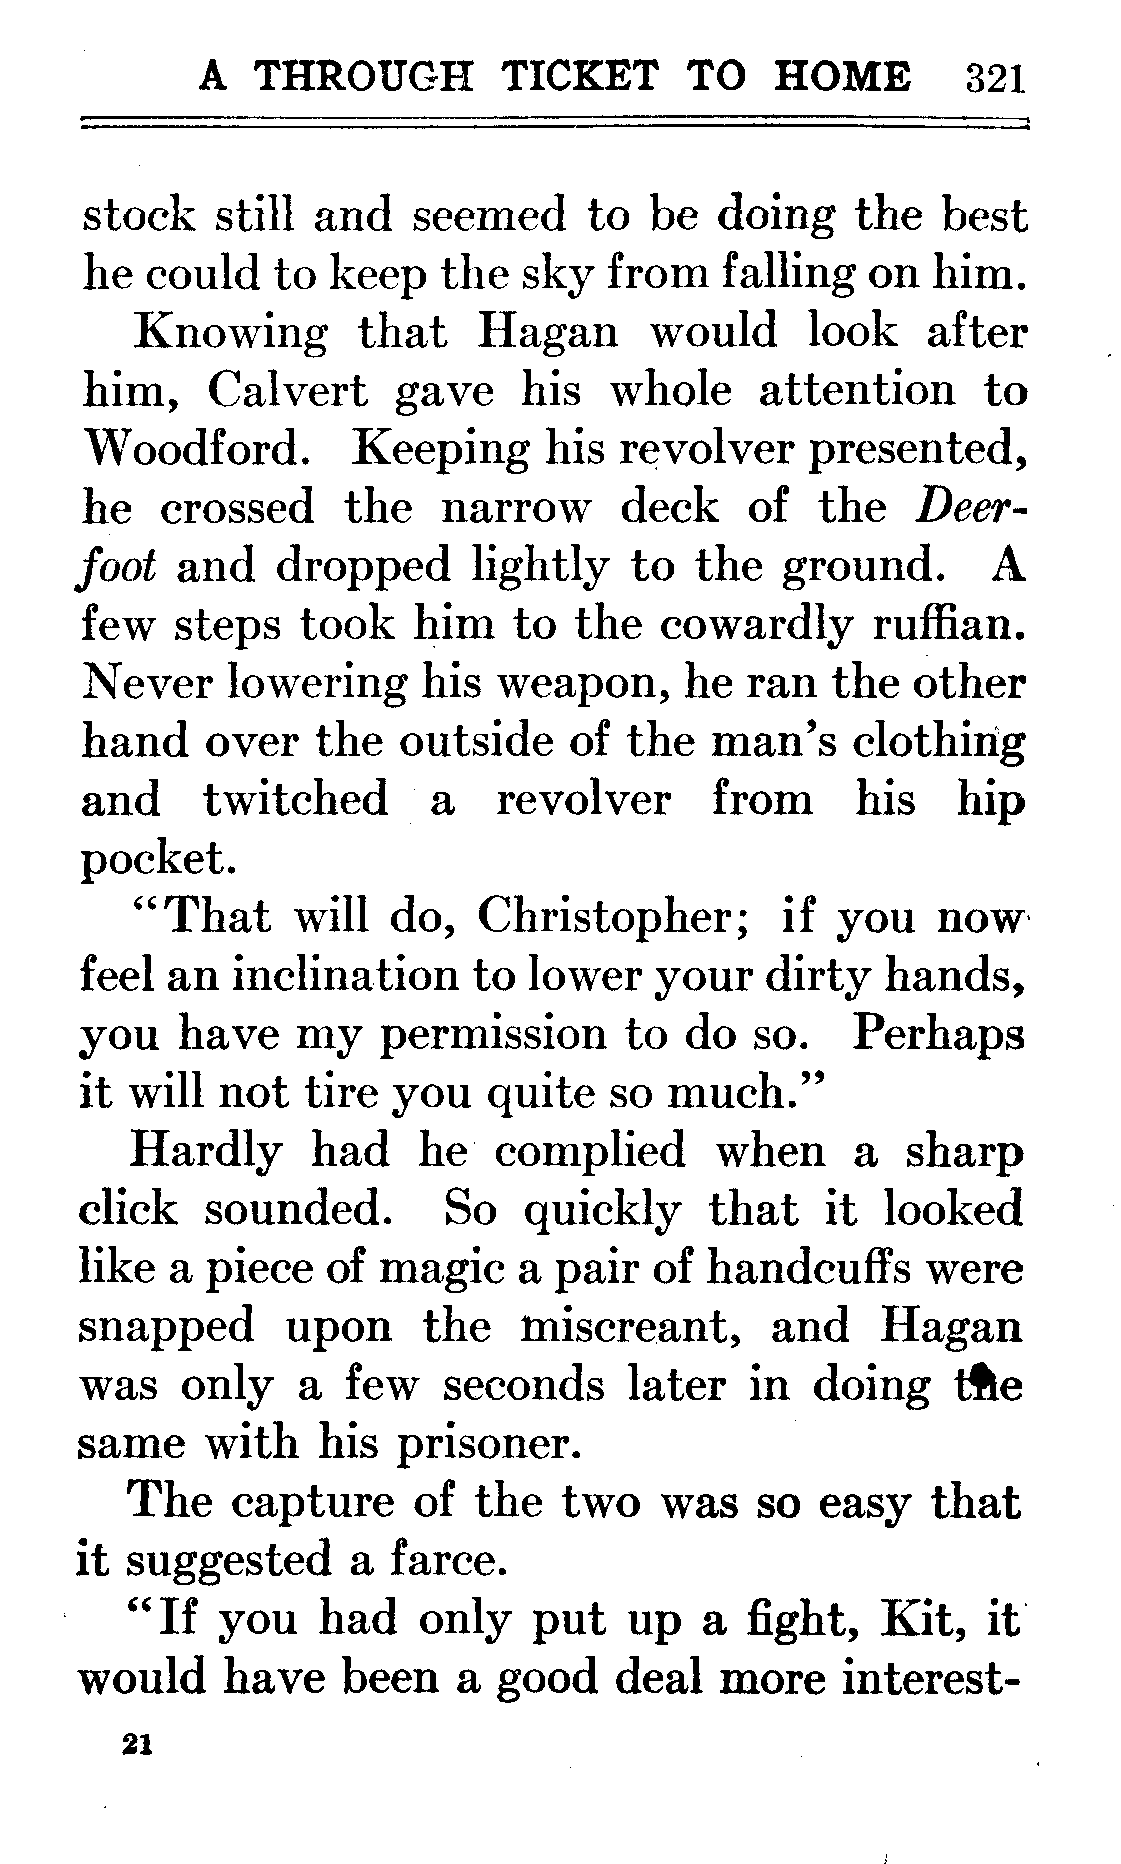 A THROUGH TICKET TO HOME 321
stock still and seemed to be doing the best
he could to keep the sky from falling on him.
Knowing that Hagan would look after
him, Calvert gave his whole attention to
Woodford. Keeping his revolver presented,
he crossed the narrow deck of the Deer-
foot and dropped lightly to the ground. A
few steps took him to the cowardly ruffian.
Never lowering his weapon, he ran the other
hand over the outside of the man's clothing
and twitched a revolver from his hip
pocket.
“That will do, Christopher; if you now
feel an inclination to lower your dirty hands,
you have my permission to do so. Perhaps
it will not tire you quite so much.”
Hardly had he complied when a sharp
click sounded. So quickly that it looked
like a piece of magic a pair of handcuffs were
snapped upon the miscreant, and Hagan
was only a few seconds later in doing the
same with his prisoner.
The capture of the two was so easy that
it suggested a farce.
“If you had only put up a fight, Kit, it
would have been a good deal more interest-
21